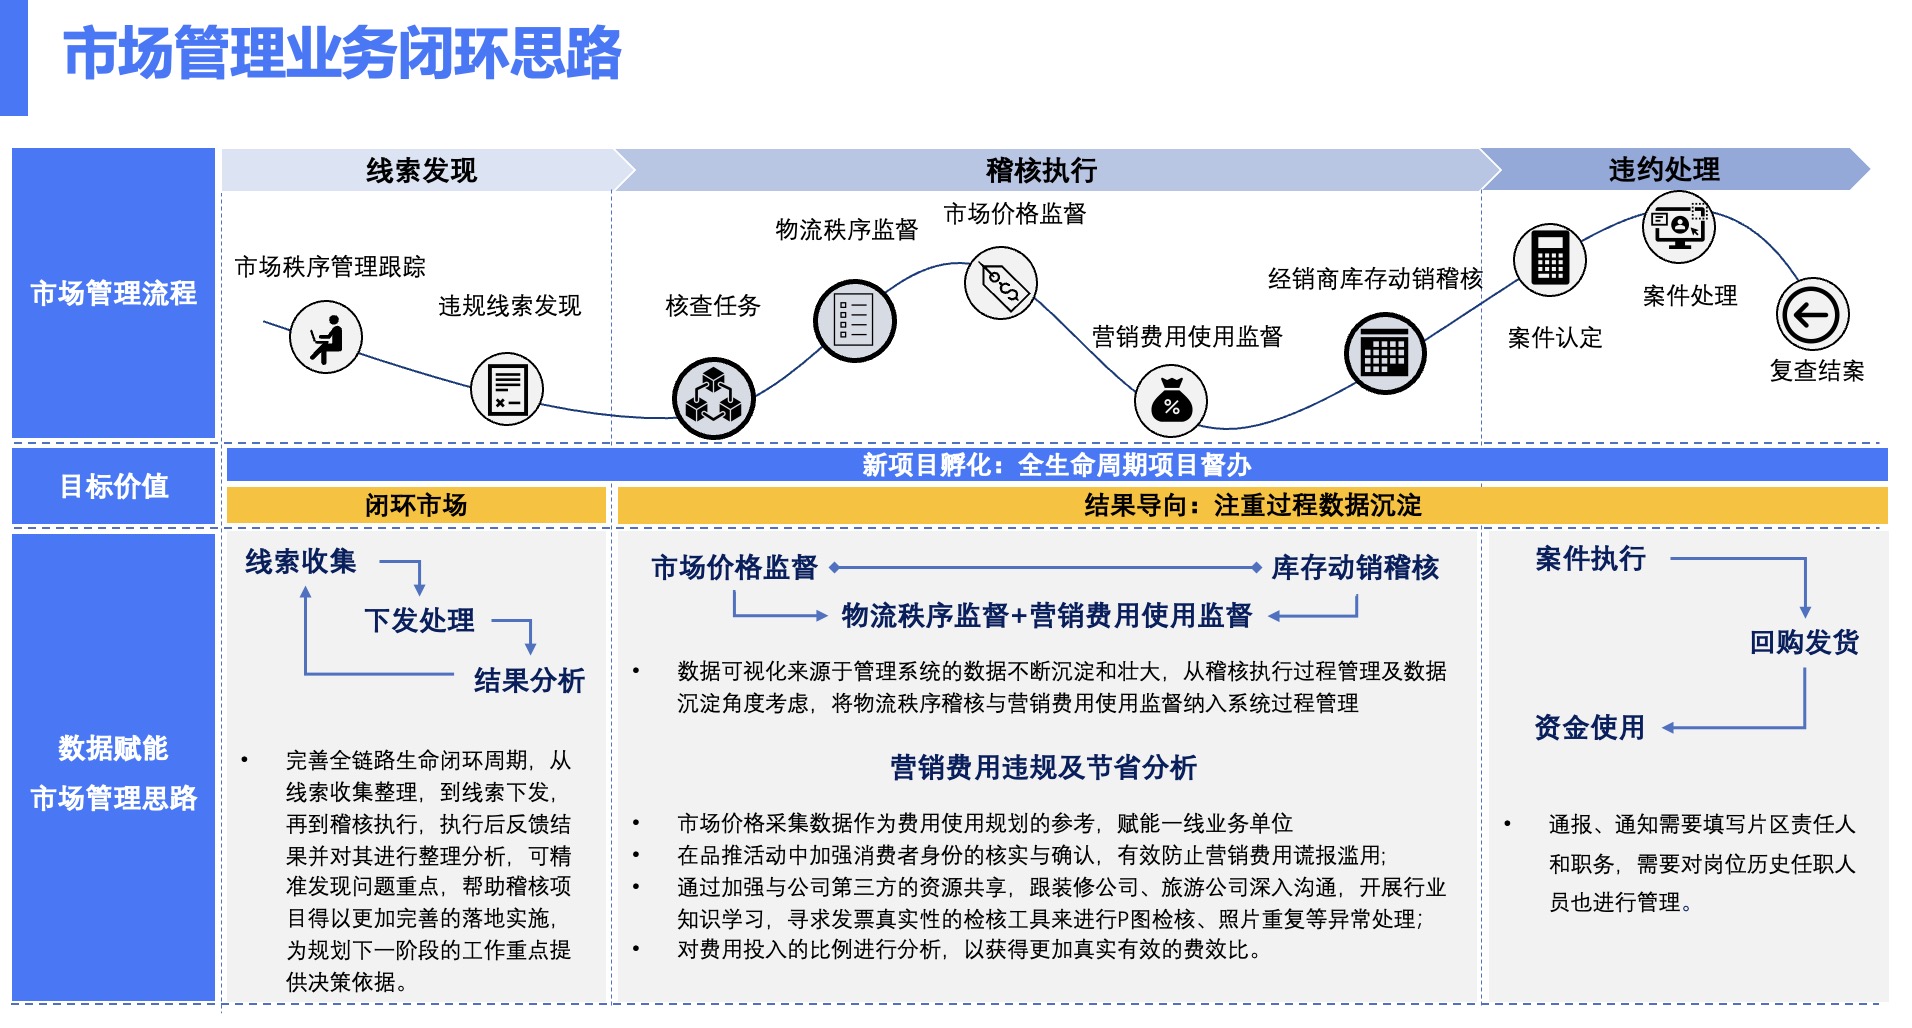 市场管理业务闭环思路
线索发现
稽核执行
违约处理
市场管理流程
市场秩序管理跟踪
违规线索发现
核查任务
物流秩序监督
市场价格监督
营销费用使用监督
经销商库存动销稽核
案件认定
案件处理
复查结案
目标价值
新项目孵化：全生命周期项目督办
闭环市场
结果导向：注重过程数据沉淀
数据赋能
市场管理思路
线索收集
下发处理
结果分析
完善全链路生命闭环周期，从
线索收集整理，到线索下发，
再到稽核执行，执行后反馈结
果并对其进行整理分析，可精
准发现问题重点，帮助稽核项
目得以更加完善的落地实施，
为规划下一阶段的工作重点提
供决策依据。
市场价格监督
库存动销稽核
物流秩序监督+营销费用使用监督
• 数据可视化来源于管理系统的数据不断沉淀和壮大，从稽核执行过程管理及数据
沉淀角度考虑，将物流秩序稽核与营销费用使用监督纳入系统过程管理
营销费用违规及节省分析
• 市场价格采集数据作为费用使用规划的参考，赋能一线业务单位
• 在品推活动中加强消费者身份的核实与确认，有效防止营销费用谎报滥用;
• 通过加强与公司第三方的资源共享，跟装修公司、旅游公司深入沟通，开展行业
知识学习，寻求发票真实性的检核工具来进行P图检核、照片重复等异常处理；
• 对费用投入的比例进行分析，以获得更加真实有效的费效比。
案件执行
回购发货
资金使用
• 通报、通知需要填写片区责任人
和职务，需要对岗位历史任职人
员也进行管理。